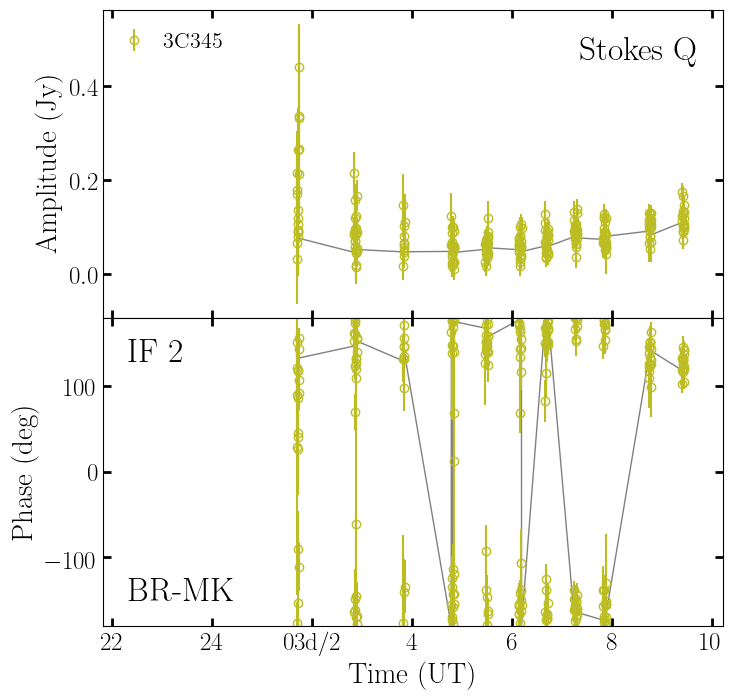 3C345
Stokes Q
Amplitude (Jy)
0.4
0.2
0.0
IF 2
Phase (deg)
100
0
−100
BR-MK
22
24
03d/2
4
6
8
10
Time (UT)